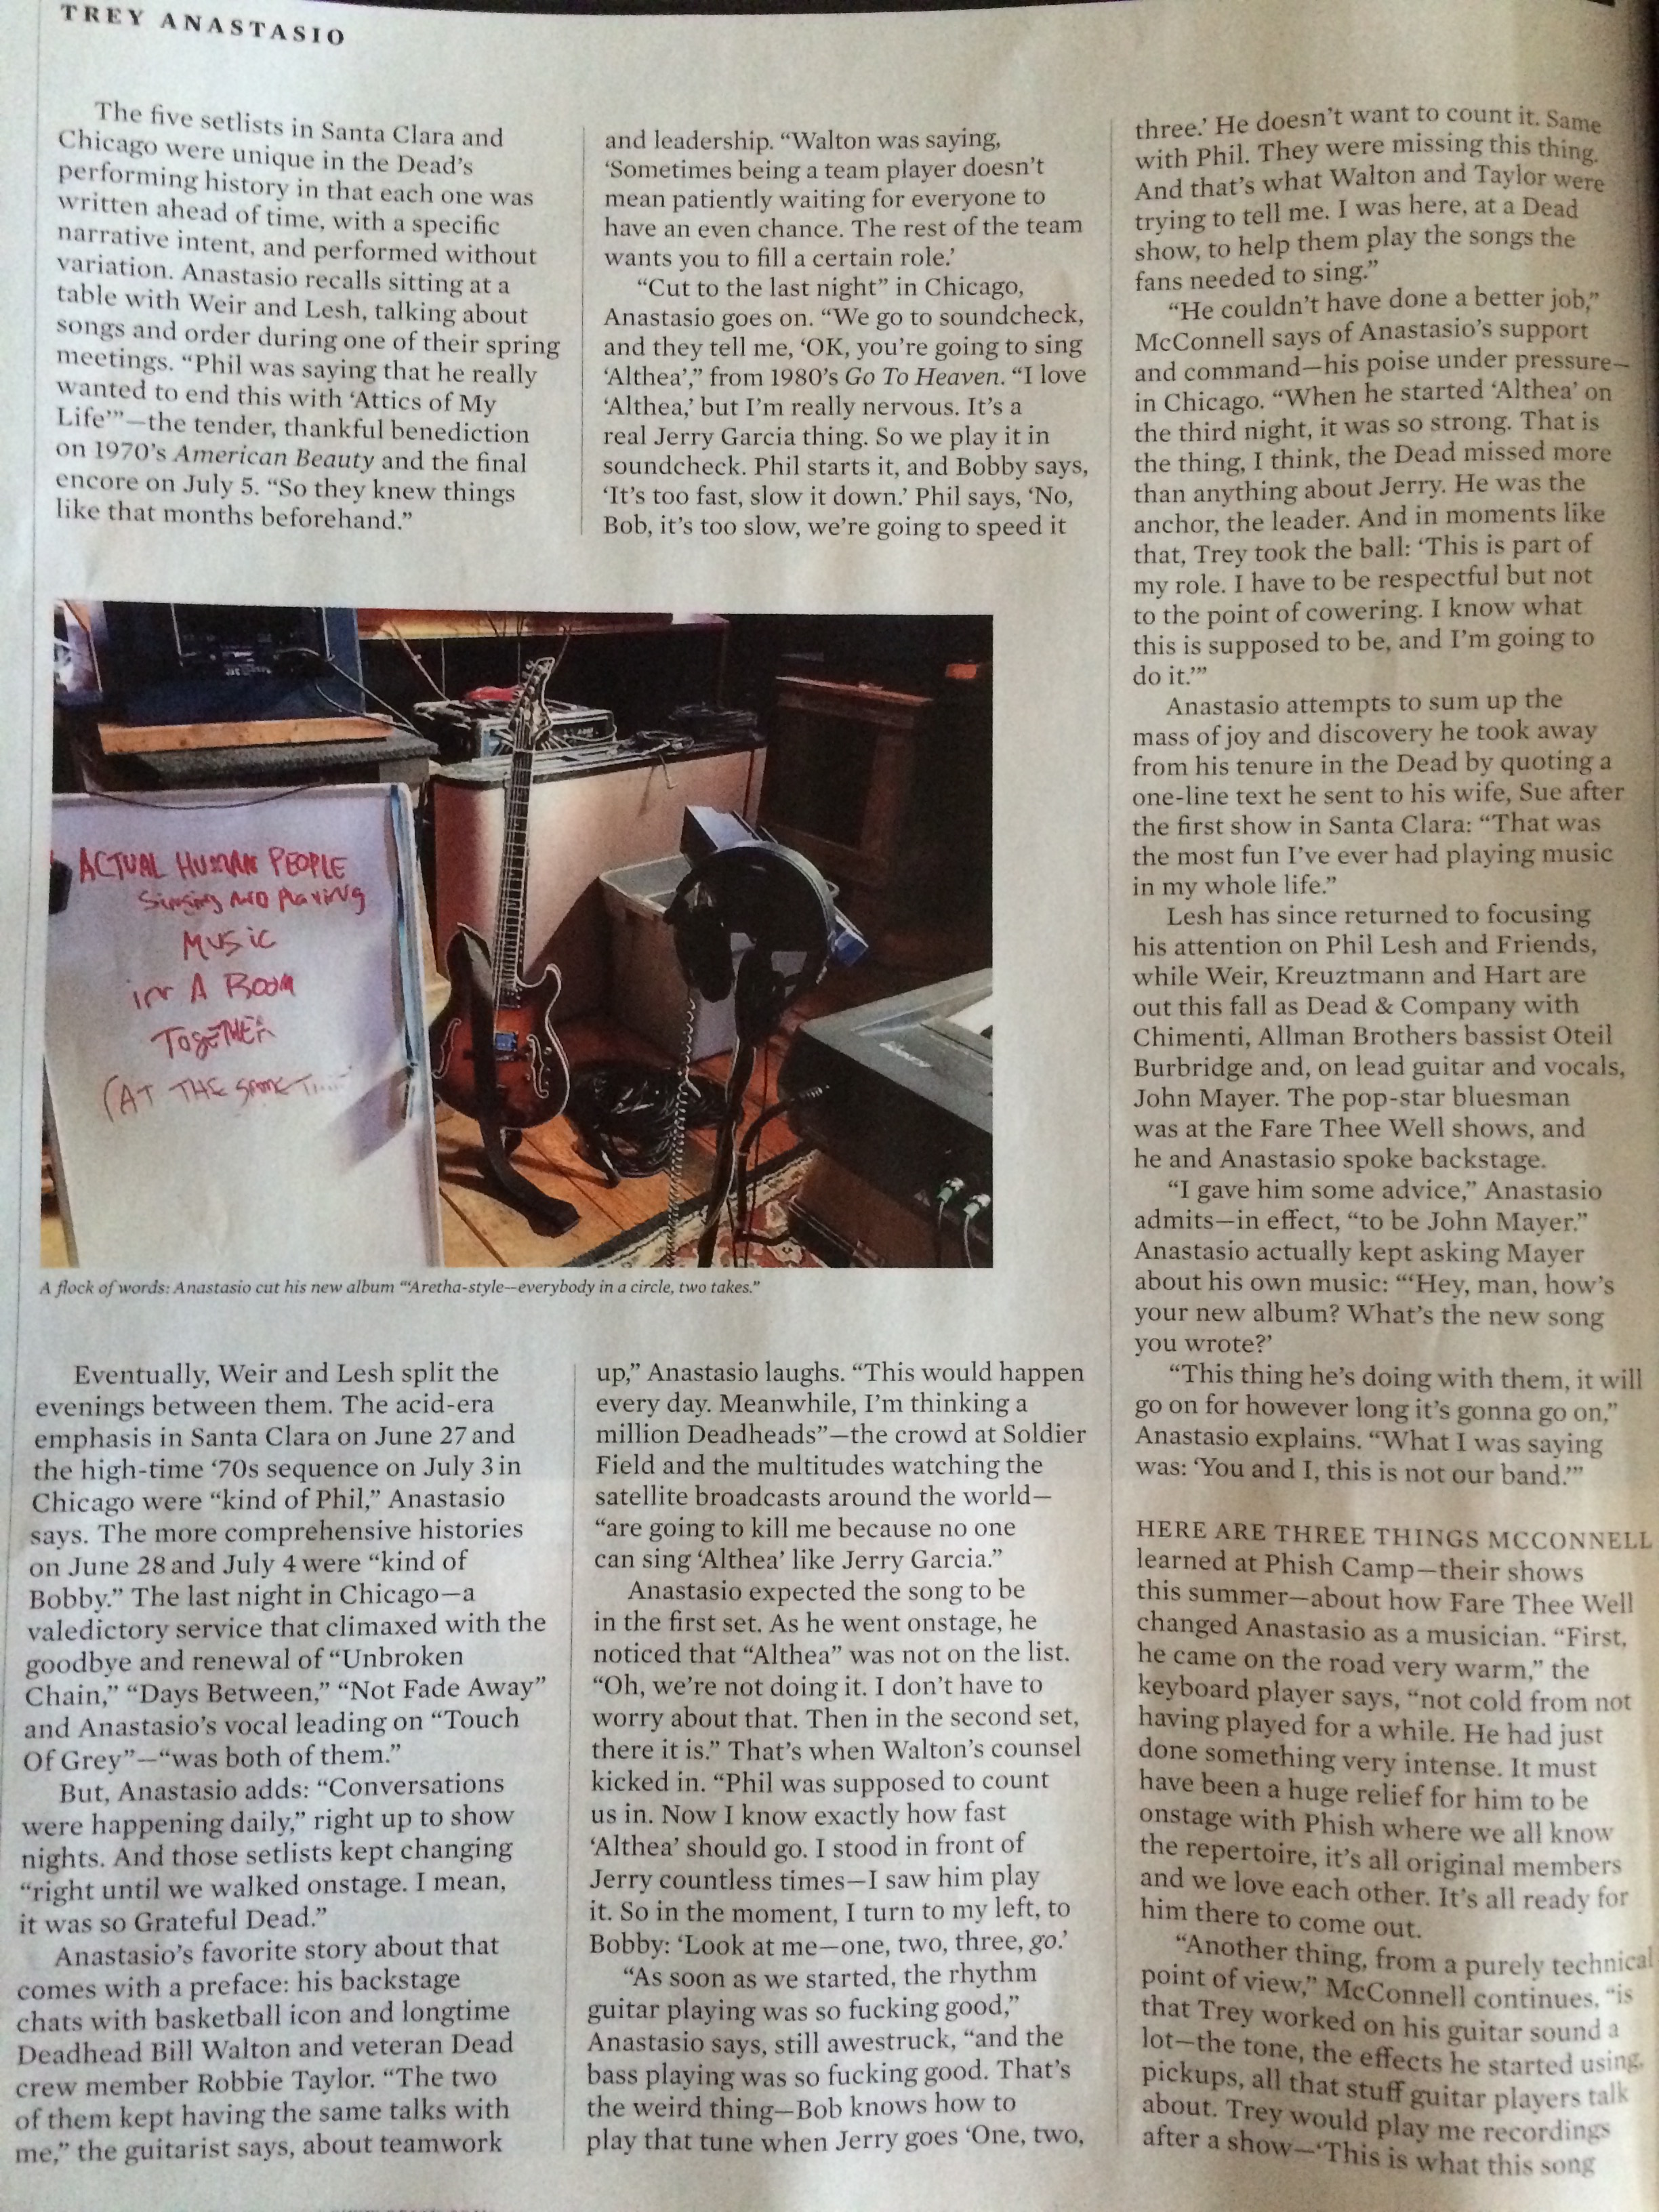 TREY ANASTASIO
The five setlists in Santa Clara and
Chicago were unique in the Dead's
performing history in that each one was
written ahead of time, with a specific
narrative intent, and performed without
variation. Anastasio recalls sitting at a
table with Weir and Lesh, talking about
songs and order during one of their spring
meetings. “Phil was saying that he really
wanted to end this with ‘Attics of My
Life’”—the tender, thankful benediction
on 1970’s American Beauty and the final
encore on July 5. “So they knew things
like that months beforehand.”
ACTUAL HUMAN PEOPLE
Singing AND Playing
MUSIC
in A ROOM
TOGETHER
(AT THE SAME
A flock of words: Anastasio cut his new album “‘Aretha-style—everybody in a circle, two takes.”
Eventually, Weir and Lesh split the
evenings between them. The acid-era
emphasis in Santa Clara on June 27 and
the high-time ‘70s sequence on July 3 in
Chicago were “kind of Phil,” Anastasio
says. The more comprehensive histories
on June 28 and July 4 were “kind of
Bobby.” The last night in Chicago—a
valedictory service that climaxed with the
goodbye and renewal of “Unbroken
Chain,” “Days Between,” “Not Fade Away”
and Anastasio’s vocal leading on “Touch
Of Grey”—“was both of them.”
But, Anastasio adds: “Conversations
were happening daily,” right up to show
nights. And those setlists kept changing
“right until we walked onstage. I mean,
it was so Grateful Dead.”
Anastasio’s favorite story about that
comes with a preface: his backstage
chats with basketball icon and longtime
Deadhead Bill Walton and veteran Dead
crew member Robbie Taylor. “The two
of them kept having the same talks with
me,” the guitarist says, about teamwork
and leadership. “Walton was saying,
‘Sometimes being a team player doesn’t
mean patiently waiting for everyone to
have an even chance. The rest of the team
wants you to fill a certain role.’
“Cut to the last night” in Chicago,
Anastasio goes on. “We go to soundcheck,
and they tell me, ‘OK, you’re going to sing
‘Althea’,” from 1980’s Go To Heaven. “I love
‘Althea,’ but I’m really nervous. It’s a
real Jerry Garcia thing. So we play it in
soundcheck. Phil starts it, and Bobby says,
‘It’s too fast, slow it down.’ Phil says, ‘No,
Bob, it’s too slow, we’re going to speed it
up,” Anastasio laughs. “This would happen
every day. Meanwhile, I’m thinking a
million Deadheads”—the crowd at Soldier
Field and the multitudes watching the
satellite broadcasts around the world—
“are going to kill me because no one
can sing ‘Althea’ like Jerry Garcia.”
Anastasio expected the song to be
in the first set. As he went onstage, he
noticed that “Althea” was not on the list.
“Oh, we’re not doing it. I don’t have to
worry about that. Then in the second set,
there it is.” That’s when Walton’s counsel
kicked in. “Phil was supposed to count
us in. Now I know exactly how fast
‘Althea’ should go. I stood in front of
Jerry countless times—I saw him play
it. So in the moment, I turn to my left, to
Bobby: ‘Look at me—one, two, three, go.’
“As soon as we started, the rhythm
guitar playing was so fucking good,”
Anastasio says, still awestruck, “and the
bass playing was so fucking good. That’s
the weird thing—Bob knows how to
play that tune when Jerry goes ‘One, two,
three.’ He doesn’t want to count it. Same
with Phil. They were missing this thing.
And that’s what Walton and Taylor were
trying to tell me. I was here, at a Dead
show, to help them play the songs the
fans needed to sing.”
“He couldn’t have done a better job,”
McConnell says of Anastasio’s support
and command—his poise under pressure—
in Chicago. “When he started ‘Althea’ on
the third night, it was so strong. That is
the thing, I think, the Dead missed more
than anything about Jerry. He was the
anchor, the leader. And in moments like
that, Trey took the ball: ‘This is part of
my role. I have to be respectful but not
to the point of cowering. I know what
this is supposed to be, and I’m going to
do it.’”
Anastasio attempts to sum up the
mass of joy and discovery he took away
from his tenure in the Dead by quoting a
one-line text he sent to his wife, Sue after
the first show in Santa Clara: “That was
the most fun I’ve ever had playing music
in my whole life.”
Lesh has since returned to focusing
his attention on Phil Lesh and Friends,
while Weir, Kreuztmann and Hart are
out this fall as Dead & Company with
Chimenti, Allman Brothers bassist Oteil
Burbridge and, on lead guitar and vocals,
John Mayer. The pop-star bluesman
was at the Fare Thee Well shows, and
he and Anastasio spoke backstage.
“I gave him some advice,” Anastasio
admits—in effect, “to be John Mayer.”
Anastasio actually kept asking Mayer
about his own music: “‘Hey, man, how’s
your new album? What’s the new song
you wrote?’
“This thing he’s doing with them, it will
go on for however long it’s gonna go on,”
Anastasio explains. “What I was saying
was: ‘You and I, this is not our band.’”
HERE ARE THREE THINGS MCCONNELL
learned at Phish Camp—their shows
this summer—about how Fare Thee Well
changed Anastasio as a musician. “First,
he came on the road very warm,” the
keyboard player says, “not cold from not
having played for a while. He had just
done something very intense. It must
have been a huge relief for him to be
onstage with Phish where we all know
the repertoire, it’s all original members
and we love each other. It’s all ready for
him there to come out.
“Another thing, from a purely technical
point of view,” McConnell continues, “is
that Trey worked on his guitar sound a
lot—the tone, the effects he started using,
pickups, all that stuff guitar players talk
about. Trey would play me recordings
after a show—‘This is what this song